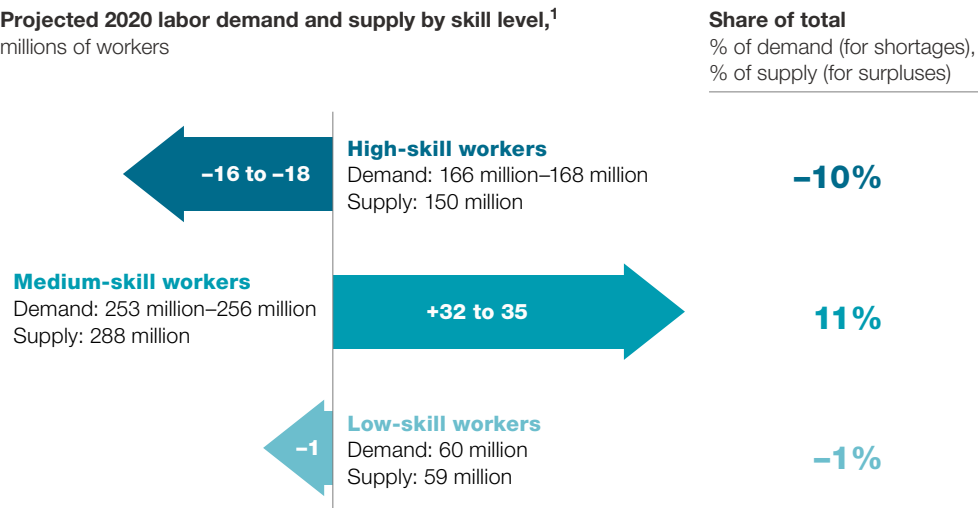 Projected 2020 labor demand and supply by skill level,1
millions of workers
Share of total
% of demand (for shortages),
% of supply (for surpluses)
–16 to –18
High-skill workers
Demand: 166 million–168 million
Supply: 150 million
–10%
Medium-skill workers
Demand: 253 million–256 million
Supply: 288 million
+32 to 35
11%
–1
Low-skill workers
Demand: 60 million
Supply: 59 million
–1%